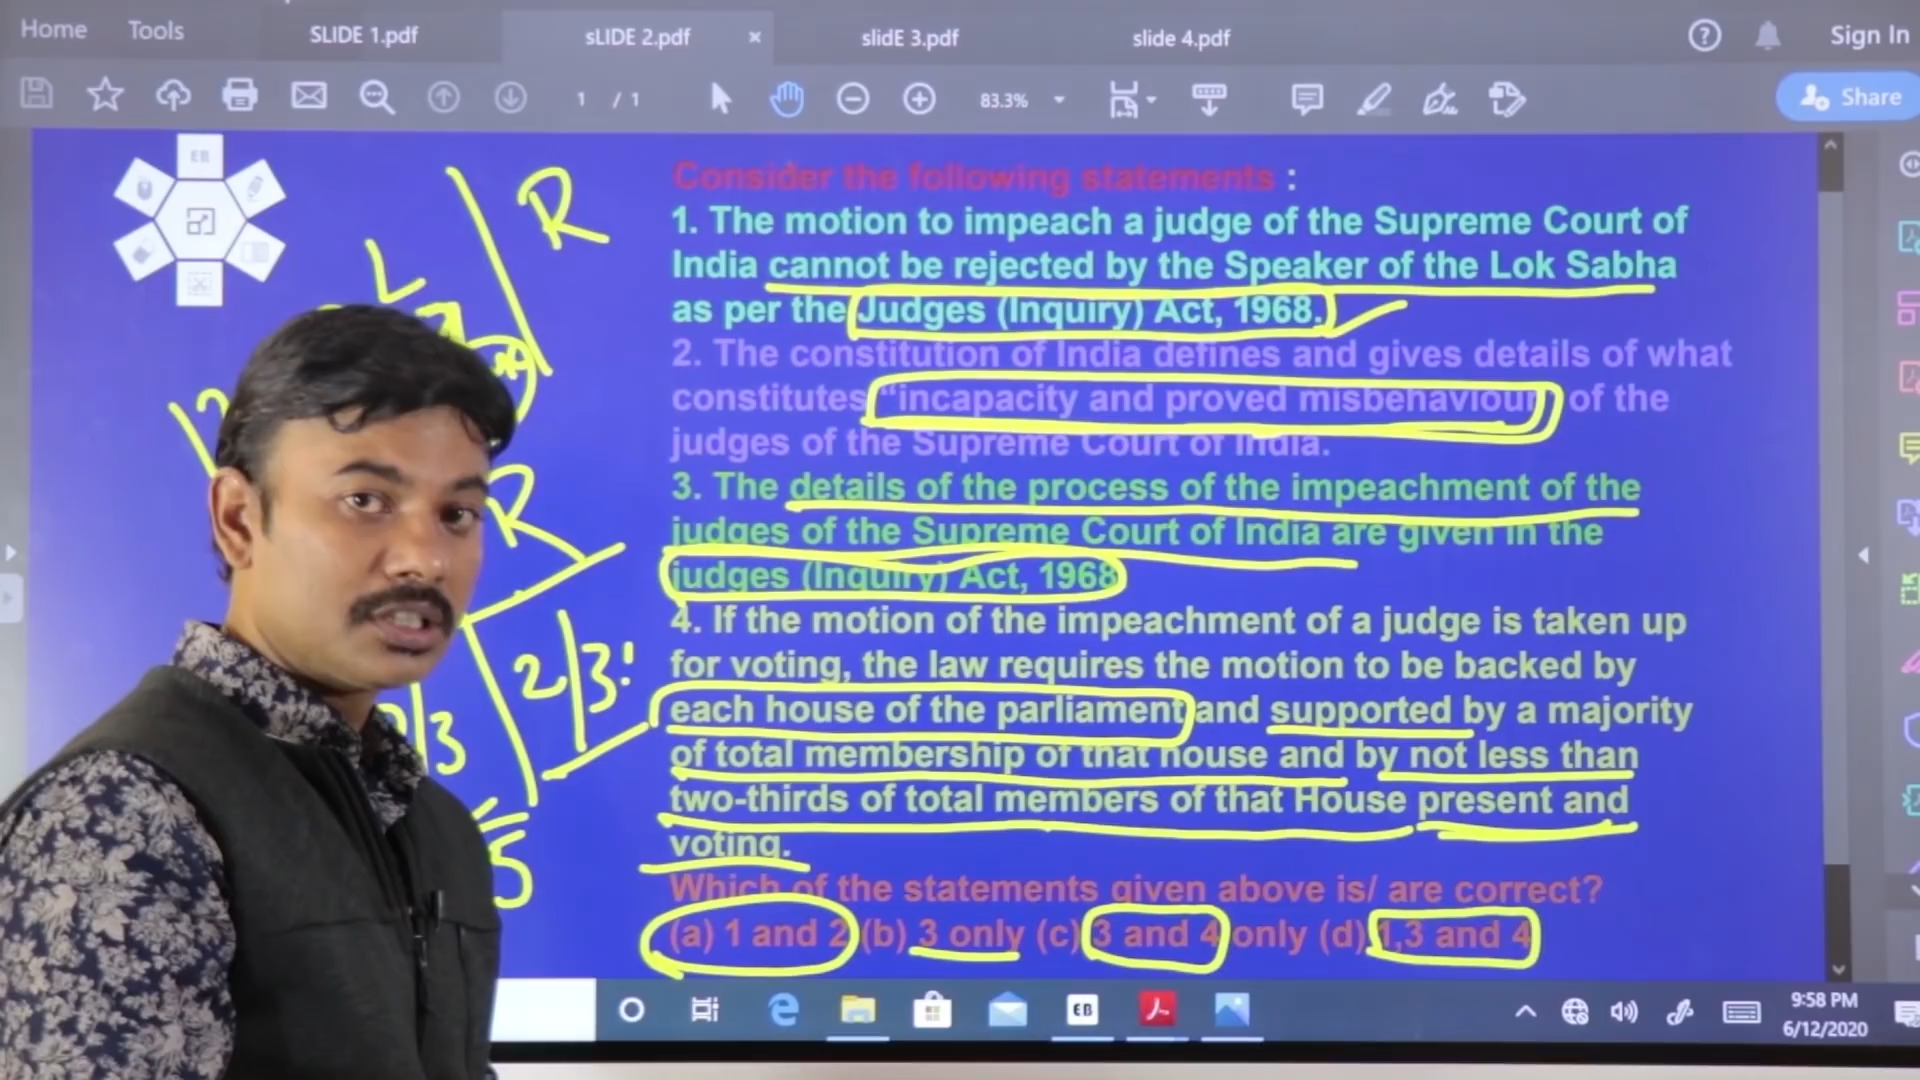 Home Tools SLIDE 1.pdf sLIDE 2.pdf × slidE 3.pdf slide 4.pdf Sign In
1 / 1 83.3% Share
EB
Consider the following statements :
1. The motion to impeach a judge of the Supreme Court of
India cannot be rejected by the Speaker of the Lok Sabha
as per the Judges (Inquiry) Act, 1968.
2. The constitution of India defines and gives details of what
constitutes "incapacity and proved misbehaviour of the
judges of the Supreme Court of India.
3. The details of the process of the impeachment of the
judges of the Supreme Court of India are given in the
judges (Inquiry) Act, 1968
4. If the motion of the impeachment of a judge is taken up
for voting, the law requires the motion to be backed by
each house of the parliament and supported by a majority
of total membership of that house and by not less than
two-thirds of total members of that House present and
voting.
Which of the statements given above is/ are correct?
(a) 1 and 2 (b) 3 only (c) 3 and 4 only (d) 1,3 and 4
R
L
R
2/3!
/3
5
EB
9:58 PM
6/12/2020